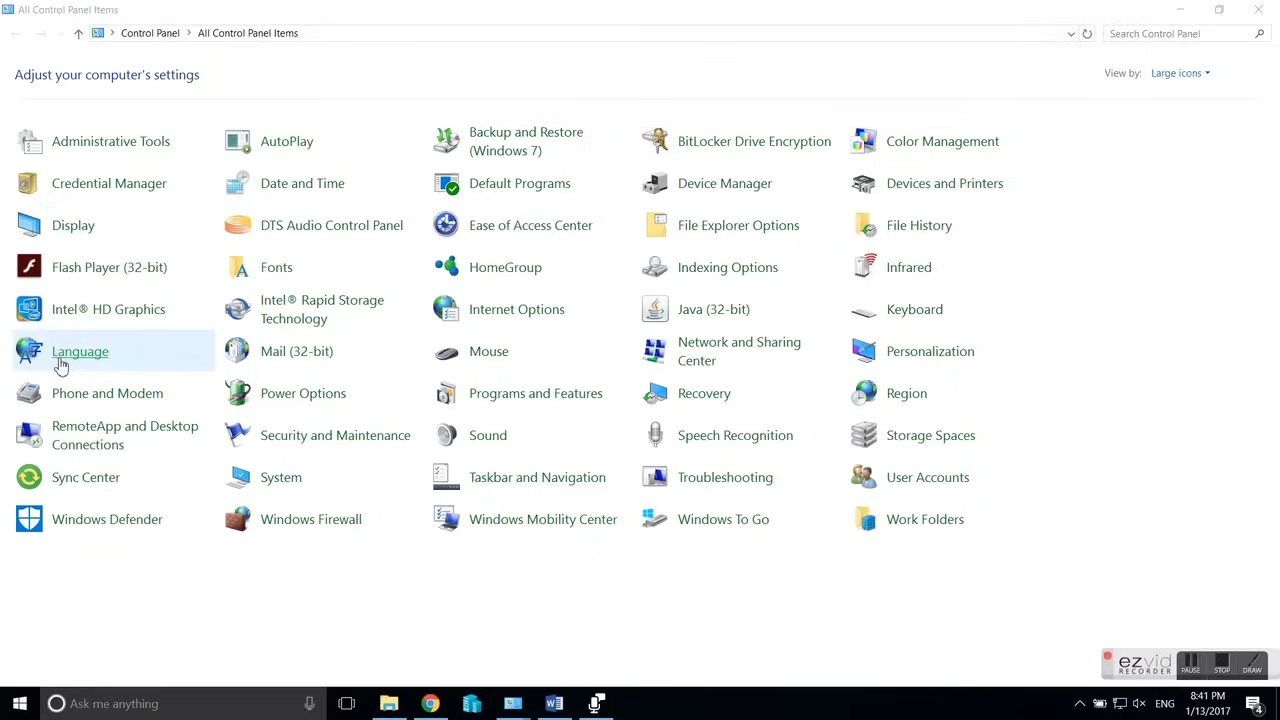 All Control Panel Items
Control Panel > All Control Panel Items
Search Control Panel
Adjust your computer's settings
View by: Large icons
Administrative Tools
AutoPlay
Backup and Restore
(Windows 7)
BitLocker Drive Encryption
Color Management
Credential Manager
Date and Time
Default Programs
Device Manager
Devices and Printers
Display
DTS Audio Control Panel
Ease of Access Center
File Explorer Options
File History
Flash Player (32-bit)
Fonts
HomeGroup
Indexing Options
Infrared
Intel® HD Graphics
Intel® Rapid Storage
Technology
Internet Options
Java (32-bit)
Keyboard
Language
Mail (32-bit)
Mouse
Network and Sharing
Center
Personalization
Phone and Modem
Power Options
Programs and Features
Recovery
Region
RemoteApp and Desktop
Connections
Security and Maintenance
Sound
Speech Recognition
Storage Spaces
Sync Center
System
Taskbar and Navigation
Troubleshooting
User Accounts
Windows Defender
Windows Firewall
Windows Mobility Center
Windows To Go
Work Folders
ezvid
RECORDER
PAUSE
STOP
DRAW
Ask me anything
ENG
8:41 PM
1/13/2017
4